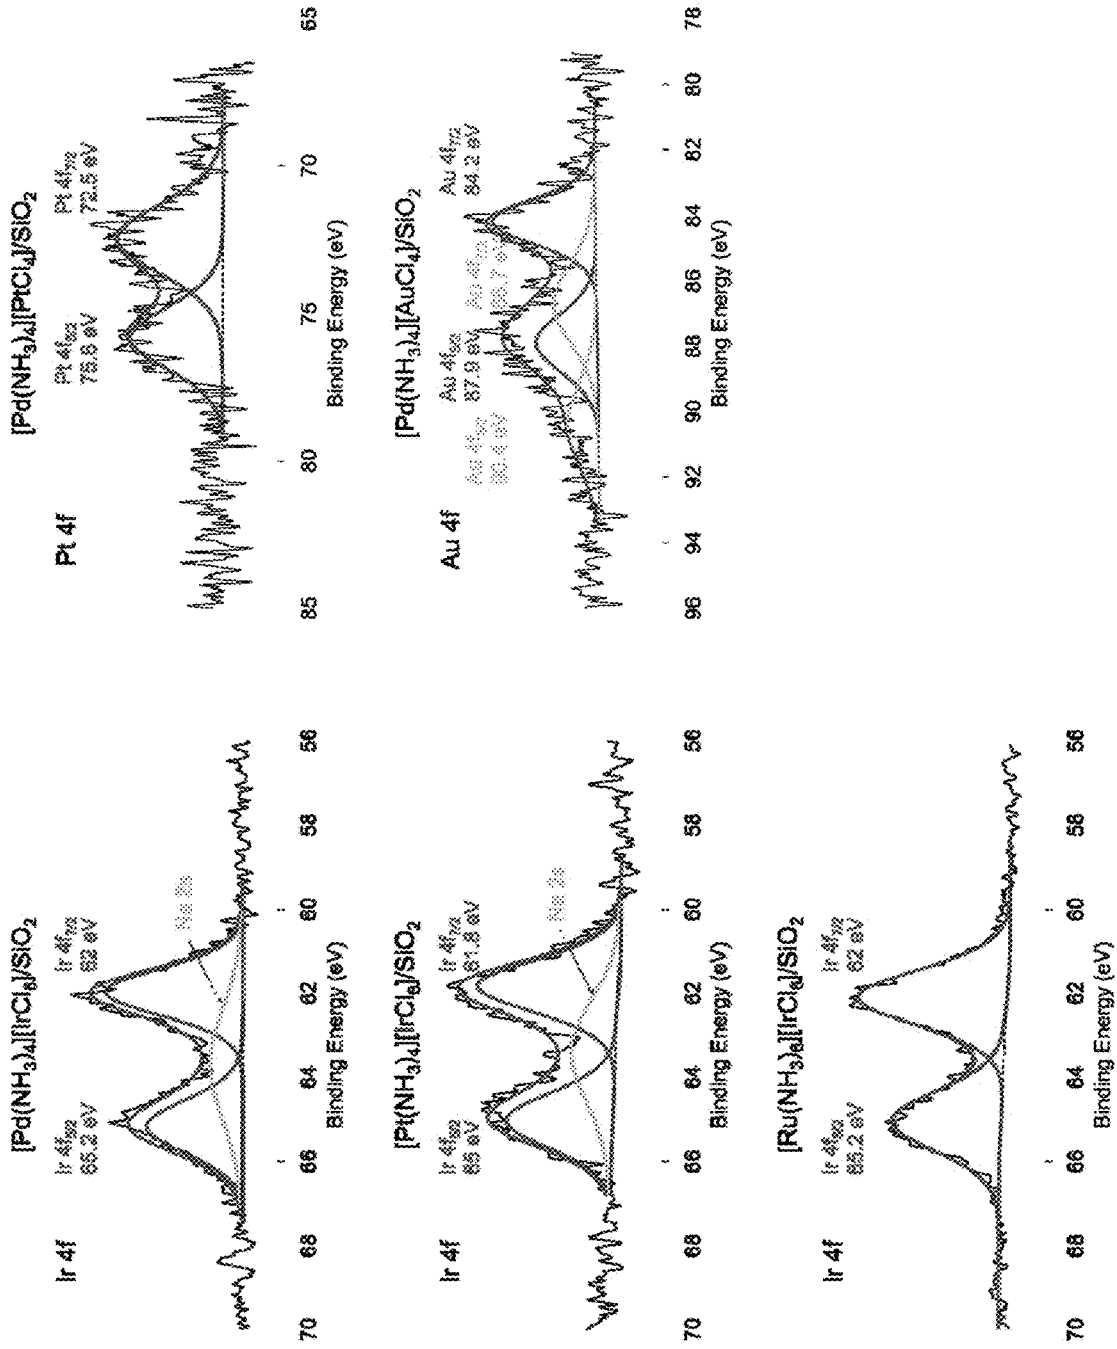 [Pd(NH3)4][IrCl6]/SiO2
Ir 4f
Ir 4f5/2
65.2 eV
Ir 4f7/2
62 eV
Na 2s
70 68 66 64 62 60 58 56
Binding Energy (eV)
[Pt(NH3)4][IrCl6]/SiO2
Ir 4f
Ir 4f5/2
65 eV
Ir 4f7/2
61.8 eV
Na 2s
70 68 66 64 62 60 58 56
Binding Energy (eV)
[Ru(NH3)6][IrCl6]/SiO2
Ir 4f
Ir 4f5/2
65.2 eV
Ir 4f7/2
62 eV
70 68 66 64 62 60 58 56
Binding Energy (eV)
[Pd(NH3)4][PtCl4]/SiO2
Pt 4f
Pt 4f5/2
75.8 eV
Pt 4f7/2
72.5 eV
85 80 75 70 65
Binding Energy (eV)
[Pd(NH3)4][AuCl4]/SiO2
Au 4f
Au 4f5/2
Au 4f5/2
87.9 eV
Au 4f7/2
84.2 eV
96 94 92 90 88 86 84 82 80 78
Binding Energy (eV)